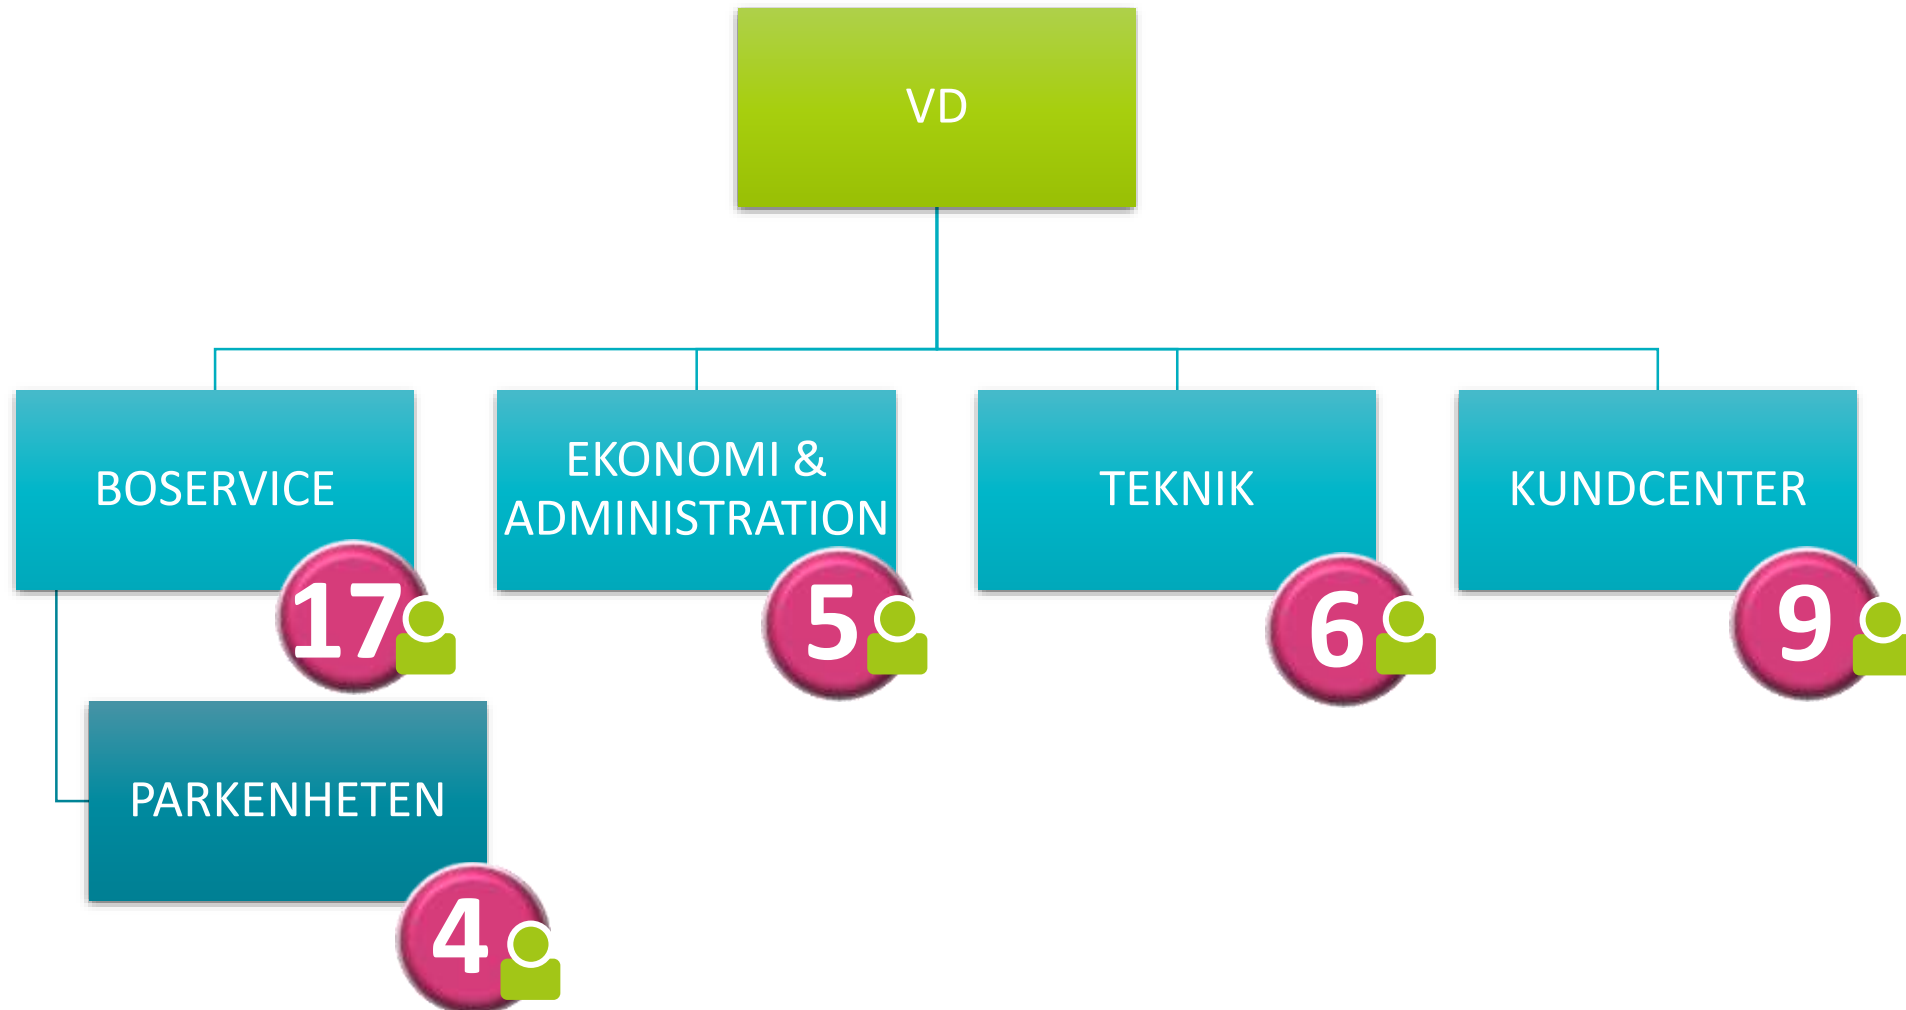 VD
BOSERVICE
17
EKONOMI &
ADMINISTRATION
5
TEKNIK
6
KUNDCENTER
9
PARKENHETEN
4